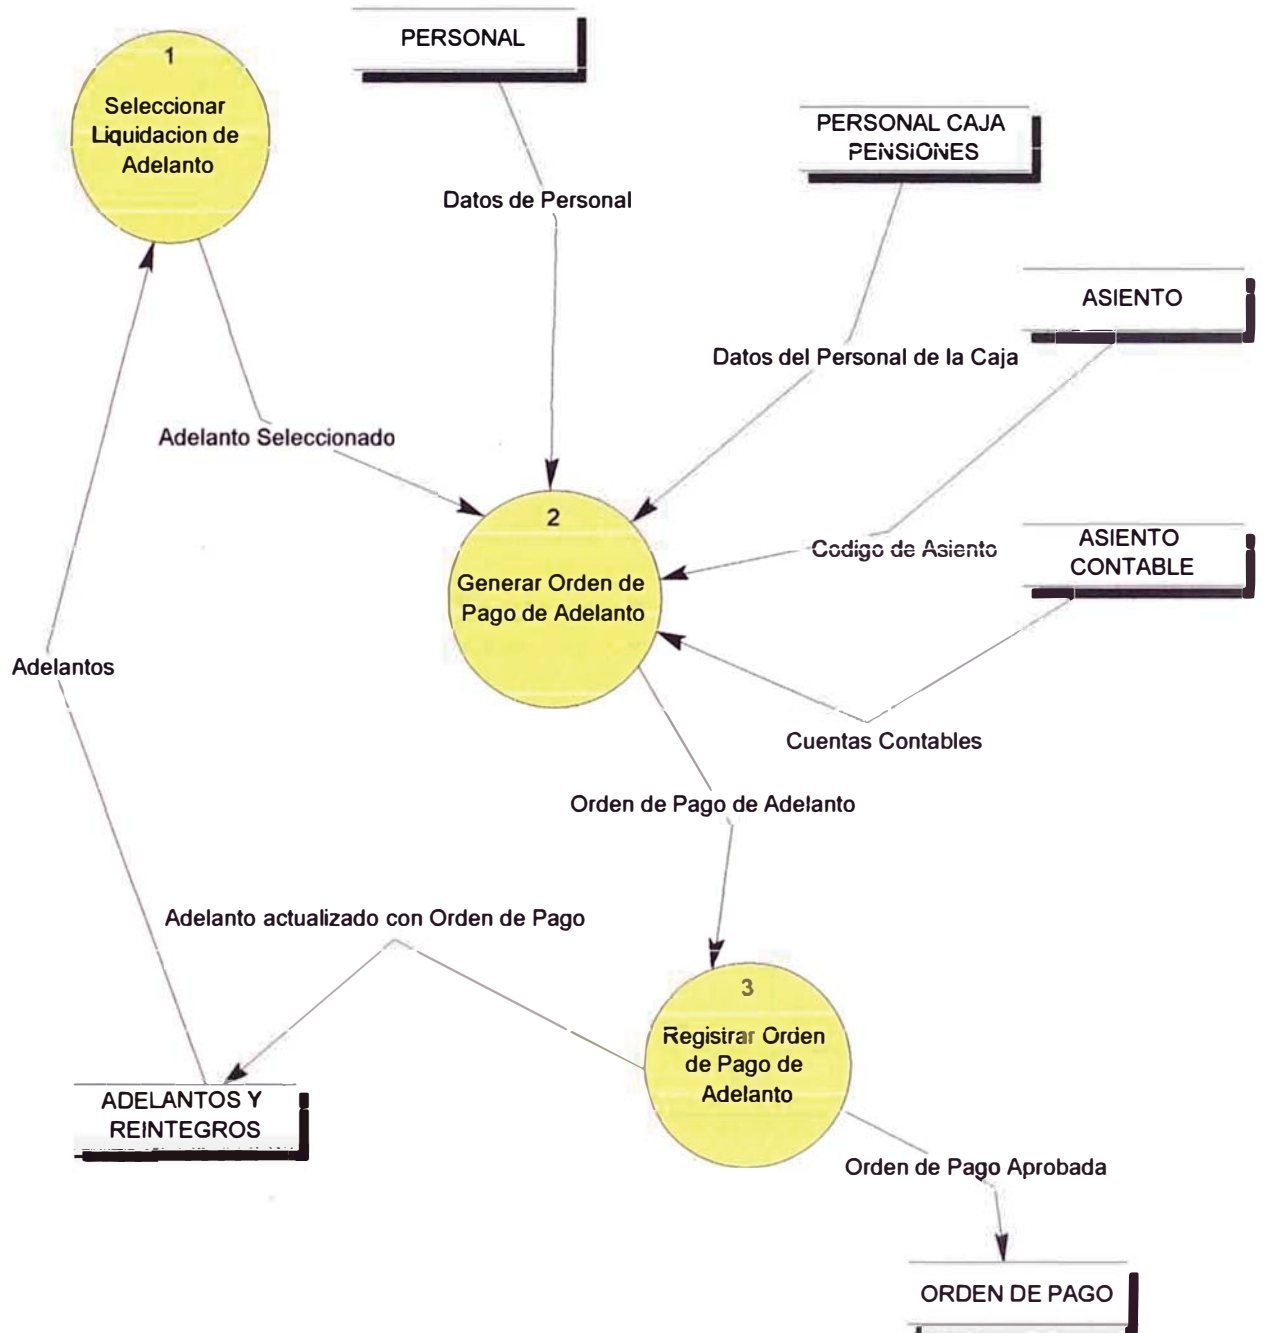 PERSONAL
1
Seleccionar
Liquidacion de
Adelanto
PERSONAL CAJA
PENSIONES
Datos de Personal
ASIENTO
Datos del Personal de la Caja
Adelanto Seleccionado
2
Generar Orden de
Pago de Adelanto
Codigo de Asiento
ASIENTO
CONTABLE
Adelantos
Cuentas Contables
Orden de Pago de Adelanto
Adelanto actualizado con Orden de Pago
3
Registrar Orden
de Pago de
Adelanto
ADELANTOS Y
REINTEGROS
Orden de Pago Aprobada
ORDEN DE PAGO